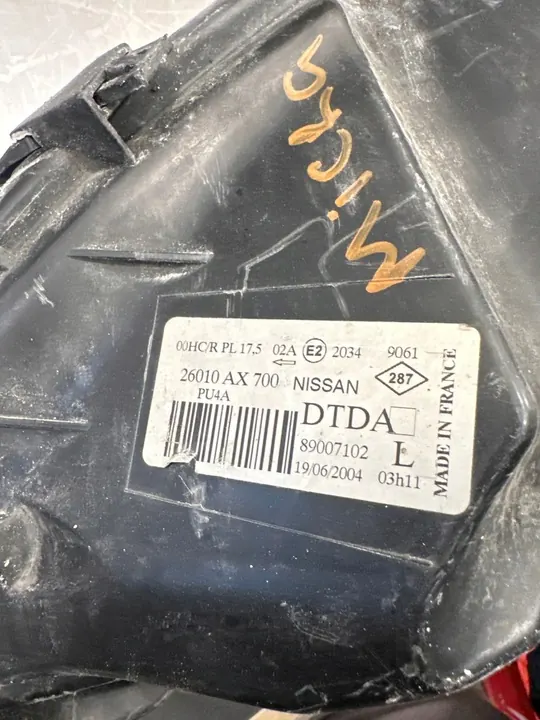 Micra
00HC/R PL 17,5 02A E2 2034 9061
26010 AX 700 NISSAN 287
PU4A
DTDA
89007102 L
19/06/2004 03h11
MADE IN FRANCE